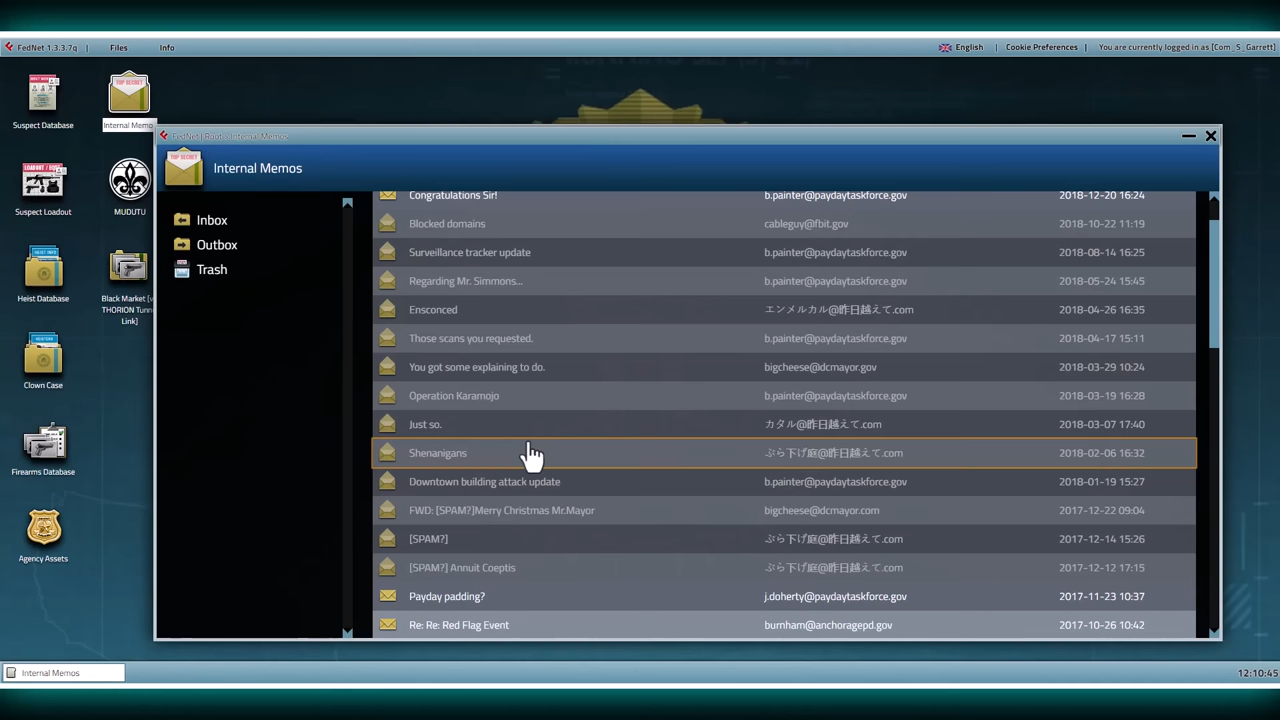 FedNet 1.3.3.7q | Files Info English | Cookie Preferences | You are currently logged in as [Com_S_Garrett]
Suspect Database
TOP SECRET
Internal Memo
Suspect Loadout
MUDUTU
Heist Database
Black Market [v
THORION Tunn
Link]
Clown Case
Firearms Database
Agency Assets
FedNet | Root / Internal Memos
TOP SECRET
Internal Memos
Inbox
Outbox
Trash
Congratulations Sir! b.painter@paydaytaskforce.gov 2018-12-20 16:24
Blocked domains cableguy@fbit.gov 2018-10-22 11:19
Surveillance tracker update b.painter@paydaytaskforce.gov 2018-08-14 16:25
Regarding Mr. Simmons... b.painter@paydaytaskforce.gov 2018-05-24 15:45
Ensconced エンメルカル@昨日越えて.com 2018-04-26 16:35
Those scans you requested. b.painter@paydaytaskforce.gov 2018-04-17 15:11
You got some explaining to do. bigcheese@dcmayor.gov 2018-03-29 10:24
Operation Karamojo b.painter@paydaytaskforce.gov 2018-03-19 16:28
Just so. カタル@昨日越えて.com 2018-03-07 17:40
Shenanigans ぶら下げ庭@昨日越えて.com 2018-02-06 16:32
Downtown building attack update b.painter@paydaytaskforce.gov 2018-01-19 15:27
FWD: [SPAM?]Merry Christmas Mr.Mayor bigcheese@dcmayor.com 2017-12-22 09:04
[SPAM?] ぶら下げ庭@昨日越えて.com 2017-12-14 15:26
[SPAM?] Annuit Coeptis ぶら下げ庭@昨日越えて.com 2017-12-12 17:15
Payday padding? j.doherty@paydaytaskforce.gov 2017-11-23 10:37
Re: Re: Red Flag Event burnham@anchoragepd.gov 2017-10-26 10:42
Internal Memos 12:10:45